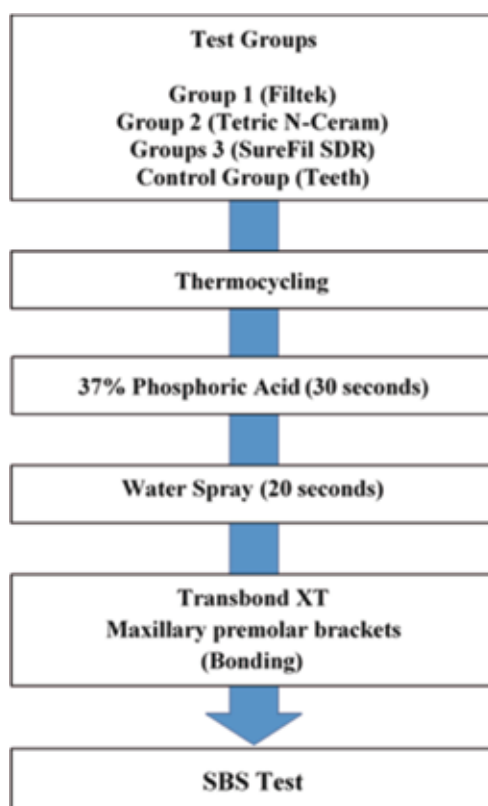 Test Groups
Group 1 (Filtek)
Group 2 (Tetric N-Ceram)
Groups 3 (SureFil SDR)
Control Group (Teeth)
Thermocycling
37% Phosphoric Acid (30 seconds)
Water Spray (20 seconds)
Transbond XT
Maxillary premolar brackets
(Bonding)
SBS Test